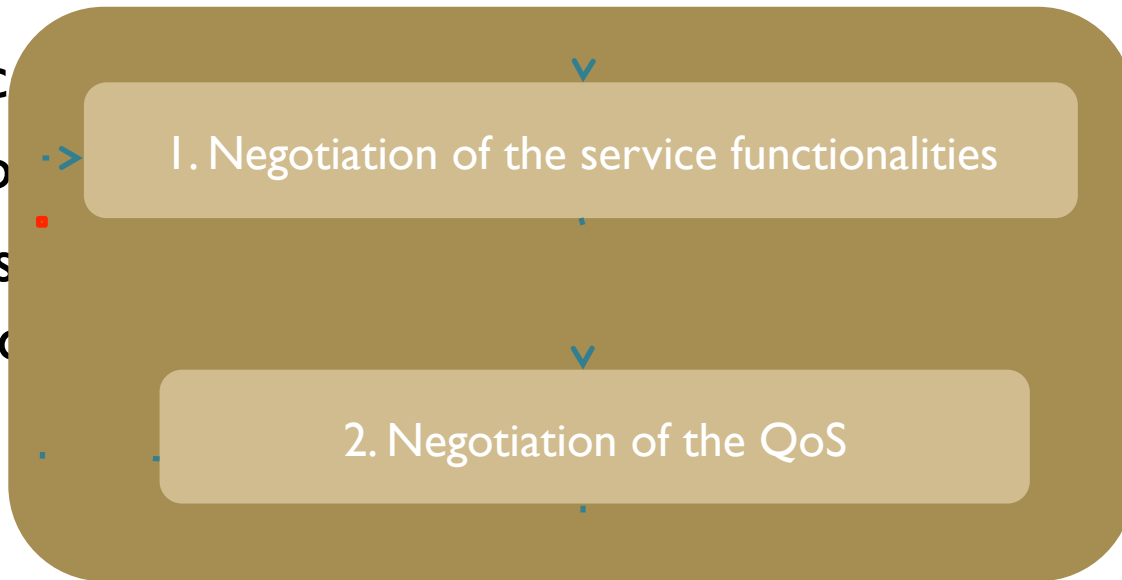 1. Negotiation of the service functionalities
2. Negotiation of the QoS